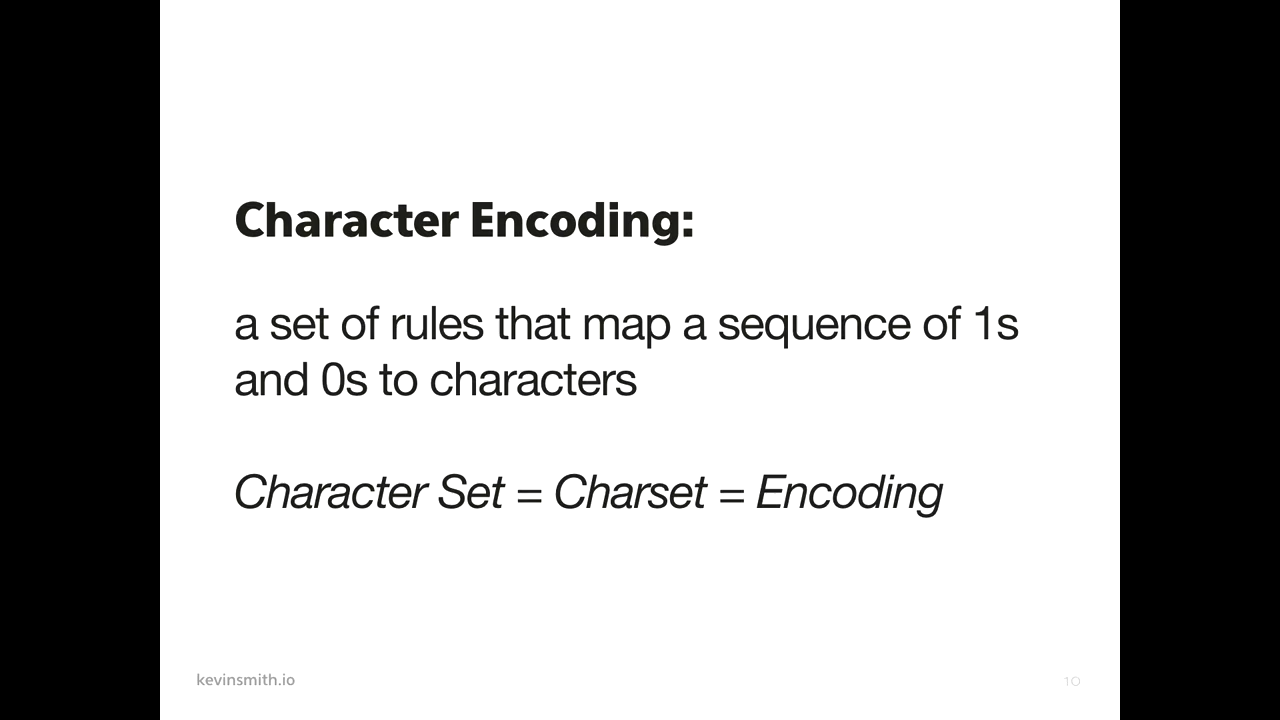 Character Encoding:
a set of rules that map a sequence of 1s
and 0s to characters
Character Set = Charset = Encoding
kevinsmith.io
10